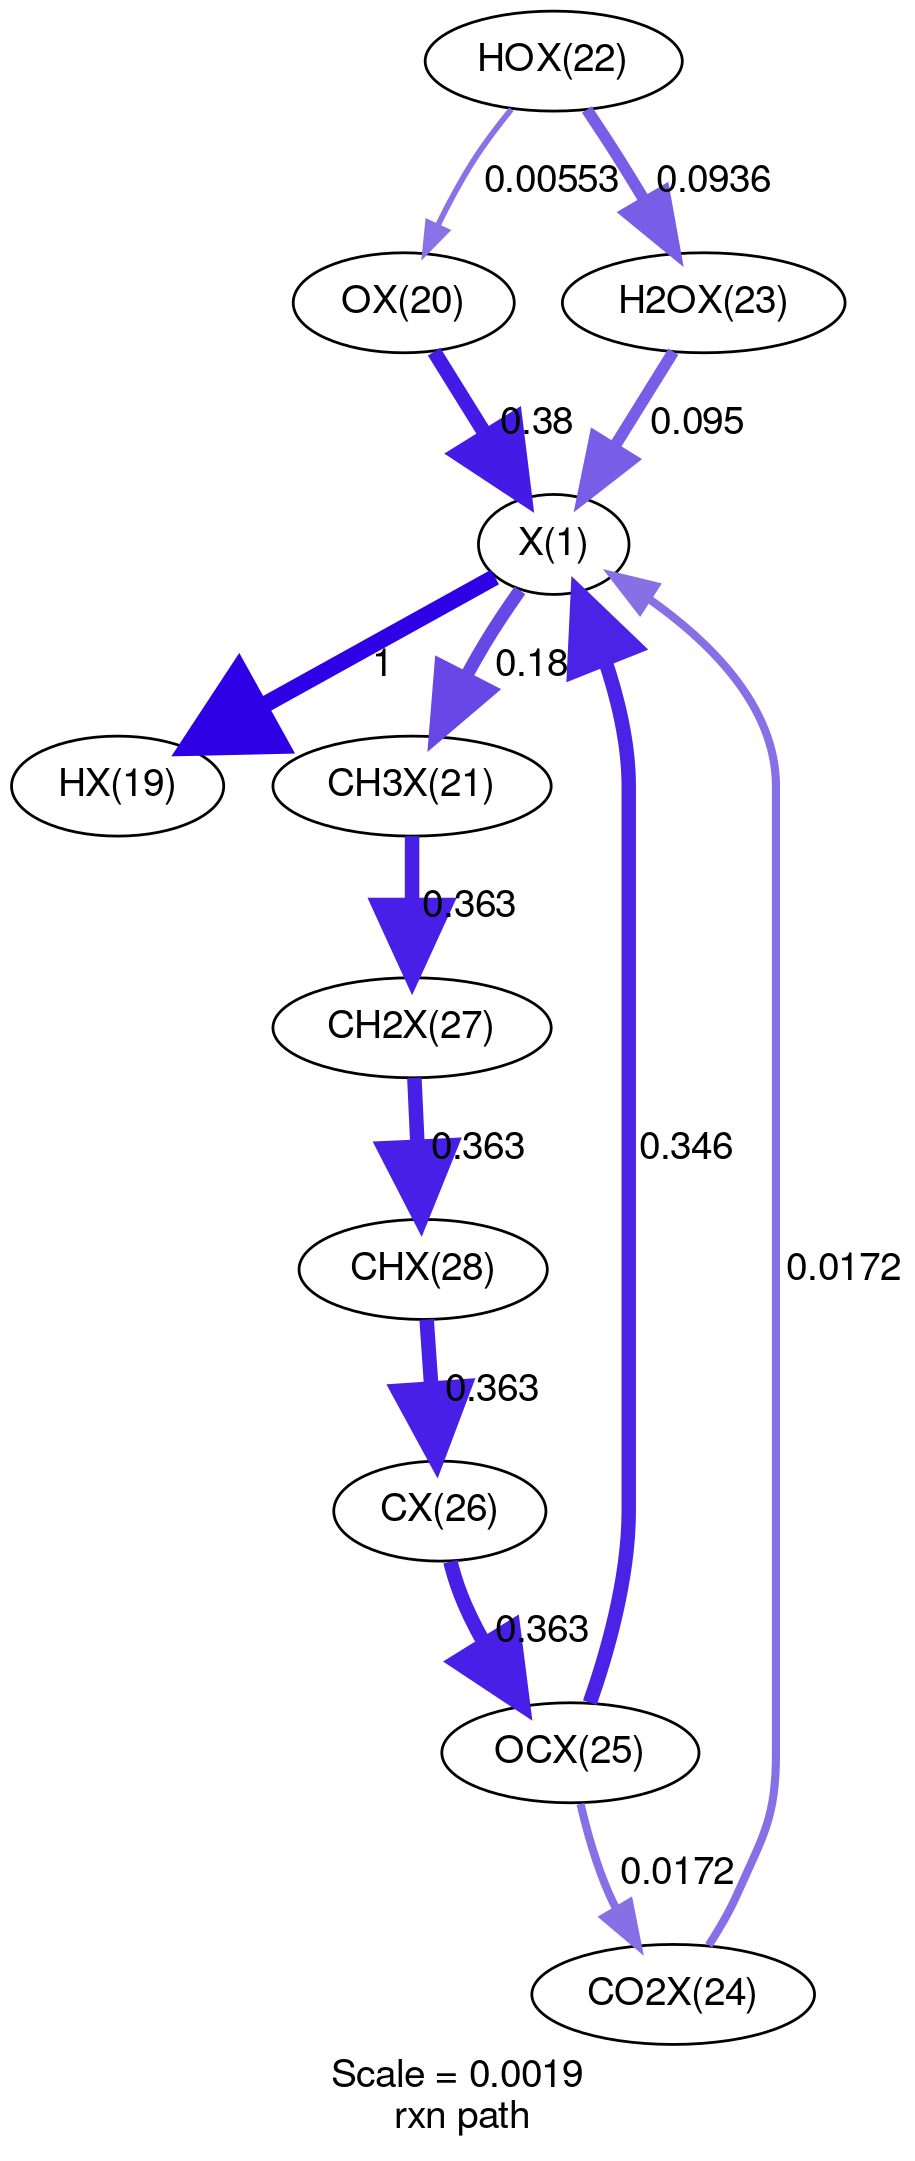 HOX(22)
0.00553
0.0936
OX(20)
H2OX(23)
0.38
0.095
X(1)
1
0.18
HX(19)
CH3X(21)
0.363
CH2X(27)
0.363
0.346
CHX(28)
0.0172
0.363
CX(26)
0.363
OCX(25)
0.0172
CO2X(24)
Scale = 0.0019
rxn path